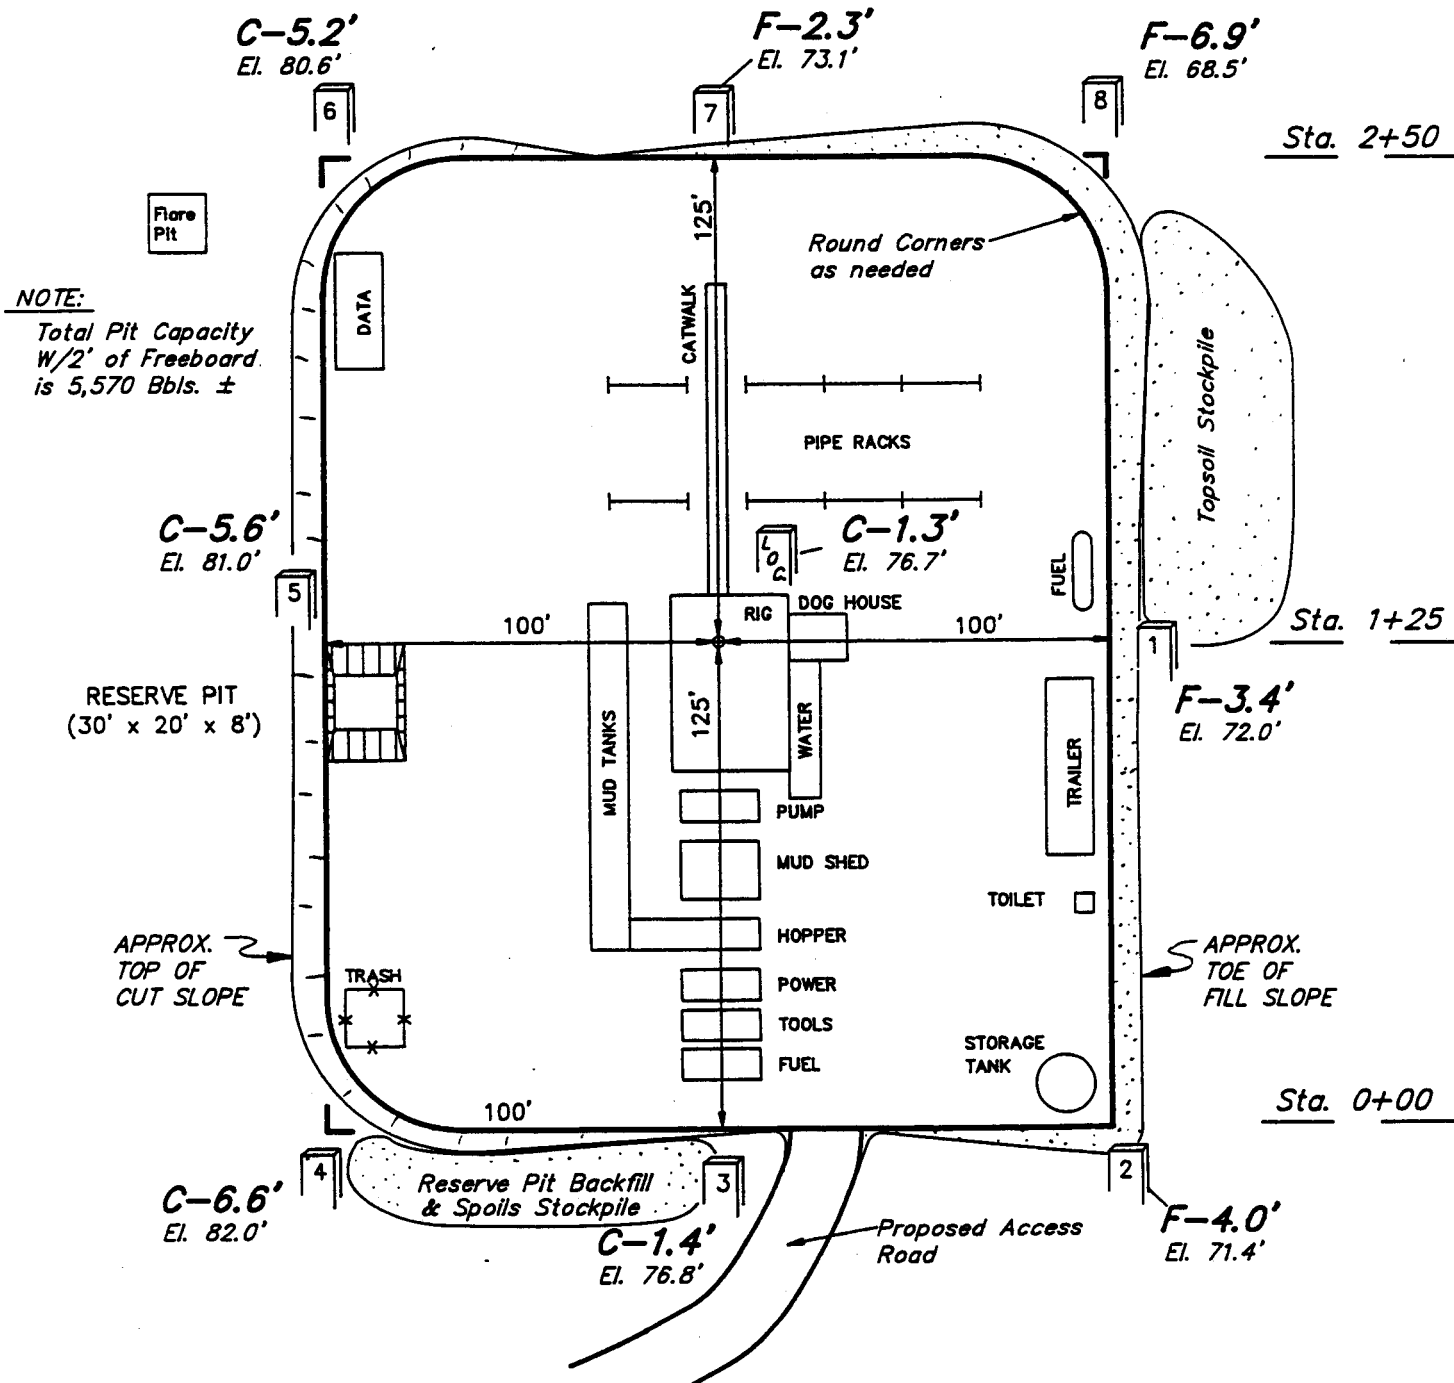 C-5.2'
El. 80.6'
F-2.3'
El. 73.1'
F-6.9'
El. 68.5'
6
7
8
Sta. 2+50
Flare
Pit
125'
Round Corners
as needed
NOTE:
Total Pit Capacity
W/2' of Freeboard
is 5,570 Bbls. ±
DATA
CATWALK
PIPE RACKS
Topsoil Stockpile
C-5.6'
El. 81.0'
LOC.
C-1.3'
El. 76.7'
FUEL
5
RIG
DOG HOUSE
100'
100'
Sta. 1+25
1
RESERVE PIT
(30' x 20' x 8')
125'
MUD TANKS
WATER
F-3.4'
El. 72.0'
TRAILER
PUMP
MUD SHED
TOILET
HOPPER
APPROX.
TOP OF
CUT SLOPE
APPROX.
TOE OF
FILL SLOPE
TRASH
POWER
TOOLS
FUEL
STORAGE
TANK
100'
Sta. 0+00
4
3
2
Reserve Pit Backfill
& Spoils Stockpile
C-6.6'
El. 82.0'
C-1.4'
El. 76.8'
Proposed Access
Road
F-4.0'
El. 71.4'